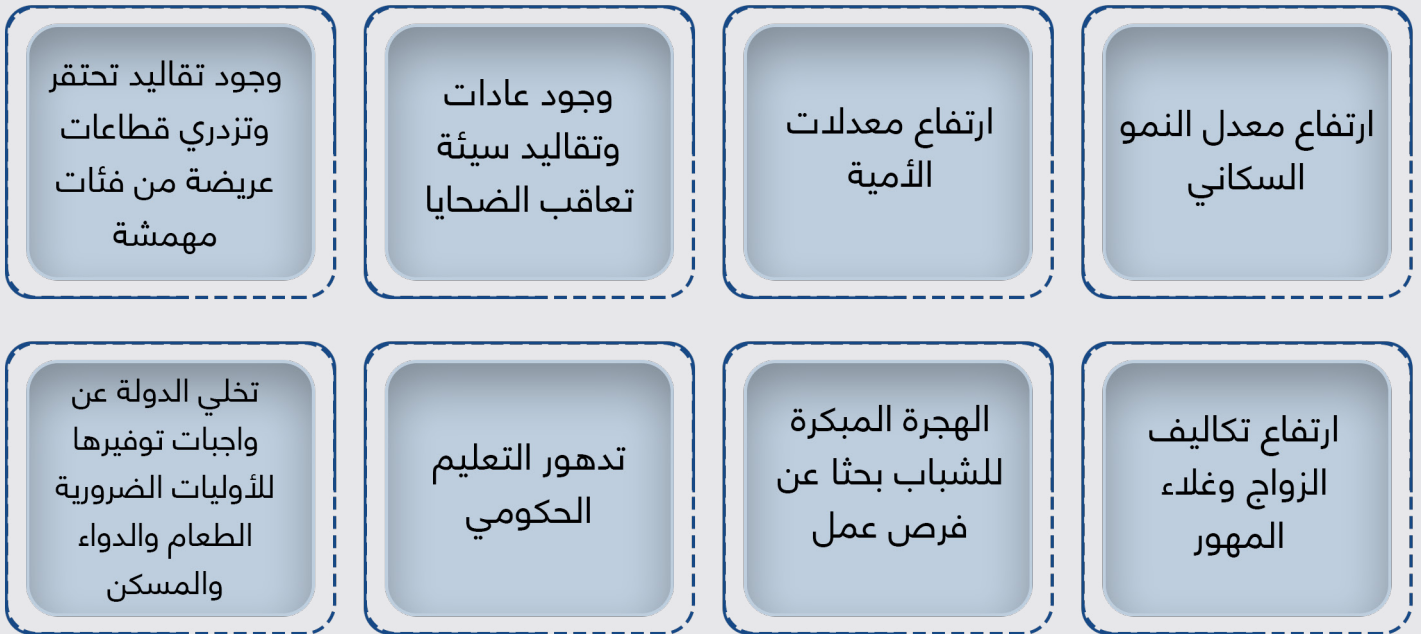 ارتفاع معدل النمو
السكاني
ارتفاع معدلات
الأمية
وجود عادات
وتقاليد سيئة
تعاقب الضحايا
وجود تقاليد تحتقر
وتزدري قطاعات
عريضة من فئات
مهمشة
ارتفاع تكاليف
الزواج وغلاء
المهور
الهجرة المبكرة
للشباب بحثا عن
فرص عمل
تدهور التعليم
الحكومي
تخلي الدولة عن
واجبات توفيرها
للأوليات الضرورية
الطعام والدواء
والمسكن